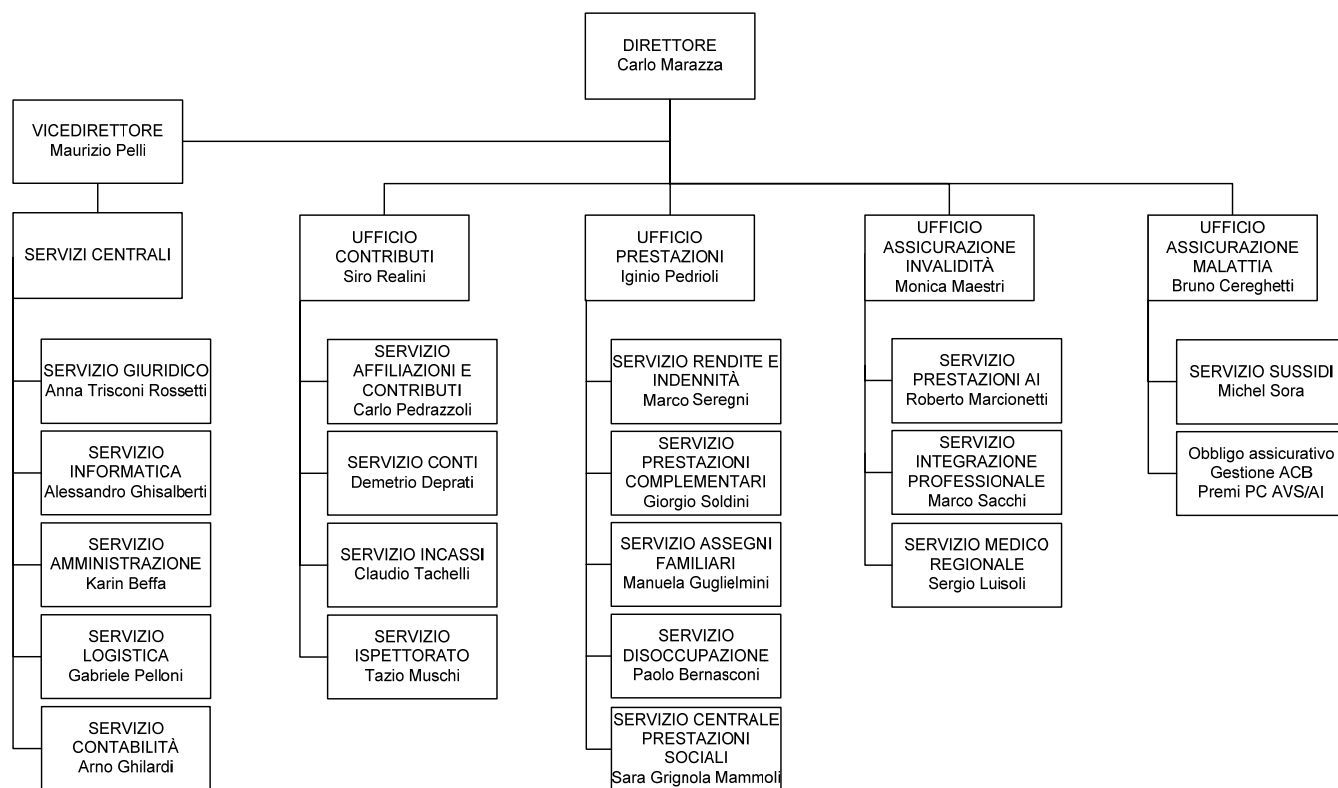 DIRETTORE
Carlo Marazza
VICEDIRETTORE
Maurizio Pelli
SERVIZI CENTRALI
SERVIZIO GIURIDICO
Anna Trisconi Rossetti
SERVIZIO
INFORMATICA
Alessandro Ghisalberti
SERVIZIO
AMMINISTRAZIONE
Karin Beffa
SERVIZIO
LOGISTICA
Gabriele Pelloni
SERVIZIO
CONTABILITÀ
Arno Ghilardi
UFFICIO
CONTRIBUTI
Siro Realini
SERVIZIO
AFFILIAZIONI E
CONTRIBUTI
Carlo Pedrazzoli
SERVIZIO CONTI
Demetrio Deprati
SERVIZIO INCASSI
Claudio Tachelli
SERVIZIO
ISPETTORATO
Tazio Muschi
UFFICIO
PRESTAZIONI
Iginio Pedrioli
SERVIZIO RENDITE E
INDENNITÀ
Marco Seregni
SERVIZIO
PRESTAZIONI
COMPLEMENTARI
Giorgio Soldini
SERVIZIO ASSEGNI
FAMILIARI
Manuela Guglielmini
SERVIZIO
DISOCCUPAZIONE
Paolo Bernasconi
SERVIZIO CENTRALE
PRESTAZIONI
SOCIALI
Sara Grignola Mammoli
UFFICIO
ASSICURAZIONE
INVALIDITÀ
Monica Maestri
SERVIZIO
PRESTAZIONI AI
Roberto Marcionetti
SERVIZIO
INTEGRAZIONE
PROFESSIONALE
Marco Sacchi
SERVIZIO MEDICO
REGIONALE
Sergio Luisoli
UFFICIO
ASSICURAZIONE
MALATTIA
Bruno Cereghetti
SERVIZIO SUSSIDI
Michel Sora
Obbligo assicurativo
Gestione ACB
Premi PC AVS/AI